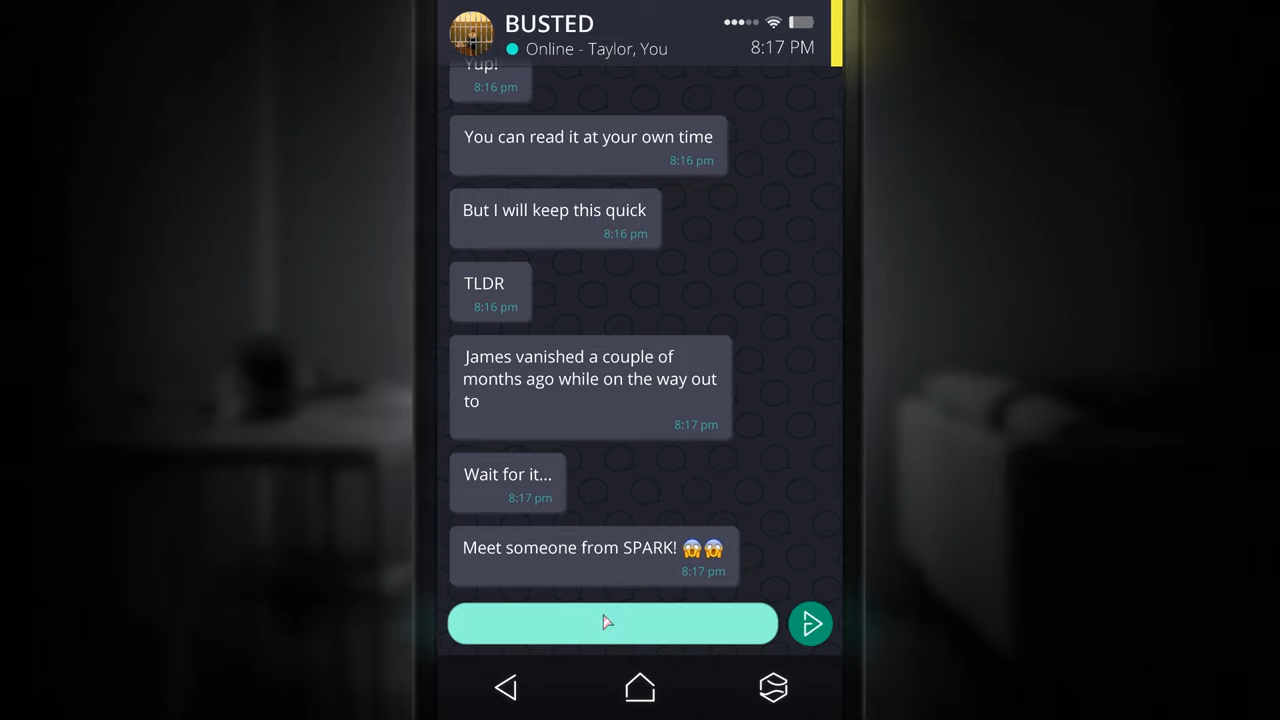 BUSTED
Online - Taylor, You
8:17 PM
Yup!
8:16 pm
You can read it at your own time
8:16 pm
But I will keep this quick
8:16 pm
TLDR
8:16 pm
James vanished a couple of
months ago while on the way out
to
8:17 pm
Wait for it...
8:17 pm
Meet someone from SPARK! 😱😱
8:17 pm